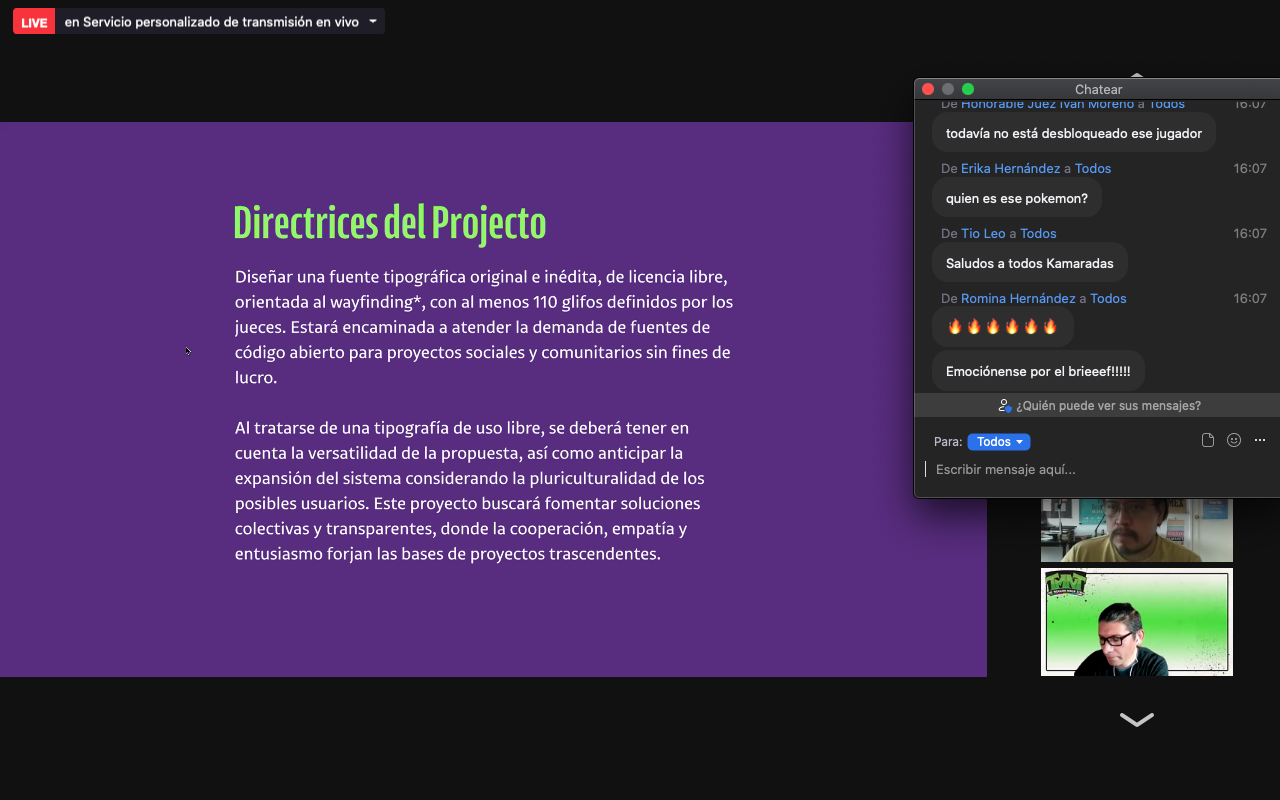 LIVE en Servicio personalizado de transmisión en vivo
Directrices del Projecto
Diseñar una fuente tipográfica original e inédita, de licencia libre,
orientada al wayfinding*, con al menos 110 glifos definidos por los
jueces. Estará encaminada a atender la demanda de fuentes de
código abierto para proyectos sociales y comunitarios sin fines de
lucro.
Al tratarse de una tipografía de uso libre, se deberá tener en
cuenta la versatilidad de la propuesta, así como anticipar la
expansión del sistema considerando la pluriculturalidad de los
posibles usuarios. Este proyecto buscará fomentar soluciones
colectivas y transparentes, donde la cooperación, empatía y
entusiasmo forjan las bases de proyectos trascendentes.
Chatear
De Honorable Juez Iván Moreno a Todos 16:07
todavía no está desbloqueado ese jugador
De Erika Hernández a Todos 16:07
quien es ese pokemon?
De Tio Leo a Todos 16:07
Saludos a todos Kamaradas
De Romina Hernández a Todos 16:07
🔥🔥🔥🔥🔥🔥
Emociónense por el brieeef!!!!!
¿Quién puede ver sus mensajes?
Para: Todos
Escribir mensaje aquí...
TMNT